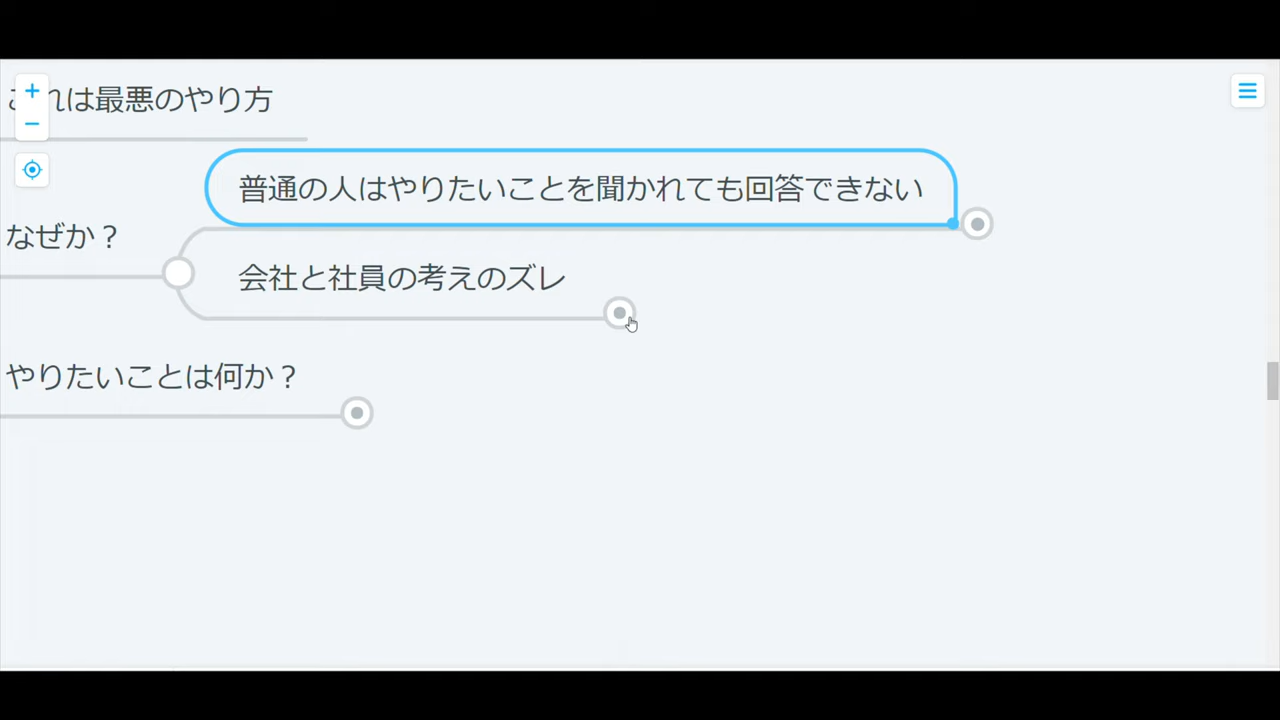 これは最悪のやり方
普通の人はやりたいことを聞かれても回答できない
なぜか？
会社と社員の考えのズレ
やりたいことは何か？